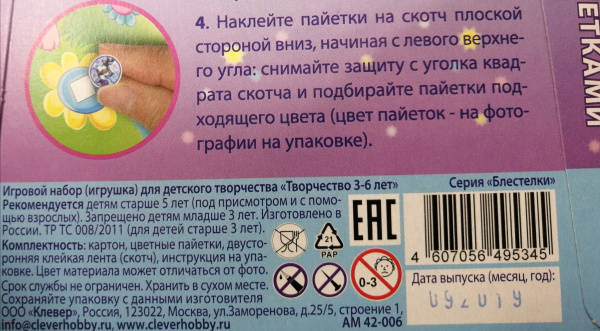 4. Наклейте пайетки на скотч плоской
стороной вниз, начиная с левого верхне-
го угла: снимайте защиту с уголка квад-
рата скотча и подбирайте пайетки под-
ходящего цвета (цвет пайеток - на фото-
графии на упаковке).
ЕТКАМИ
Игровой набор (игрушка) для детского творчества «Творчество 3-6 лет»
Рекомендуется детям старше 5 лет (под присмотром и с помо-
щью взрослых). Запрещено детям младше 3 лет. Изготовлено в
России. ТР ТС 008/2011 (для детей старше 3 лет).
Комплектность: картон, цветные пайетки, двусто-
ронняя клейкая лента (скотч), инструкция на упа-
ковке. Цвет материала может отличаться от фото.
Срок службы не ограничен. Хранить в сухом месте.
Сохраняйте упаковку с данными изготовителя
ООО «Клевер», Россия, 123022, Москва, ул.Заморенова, д.25/5, строение 1,
info@cleverhobby.ru, www.cleverhobby.ru
АМ 42-006
EAC
21
PAP
0-3
Серия «Блестелки»
4 607056 495345
Дата выпуска (месяц, год):
092019